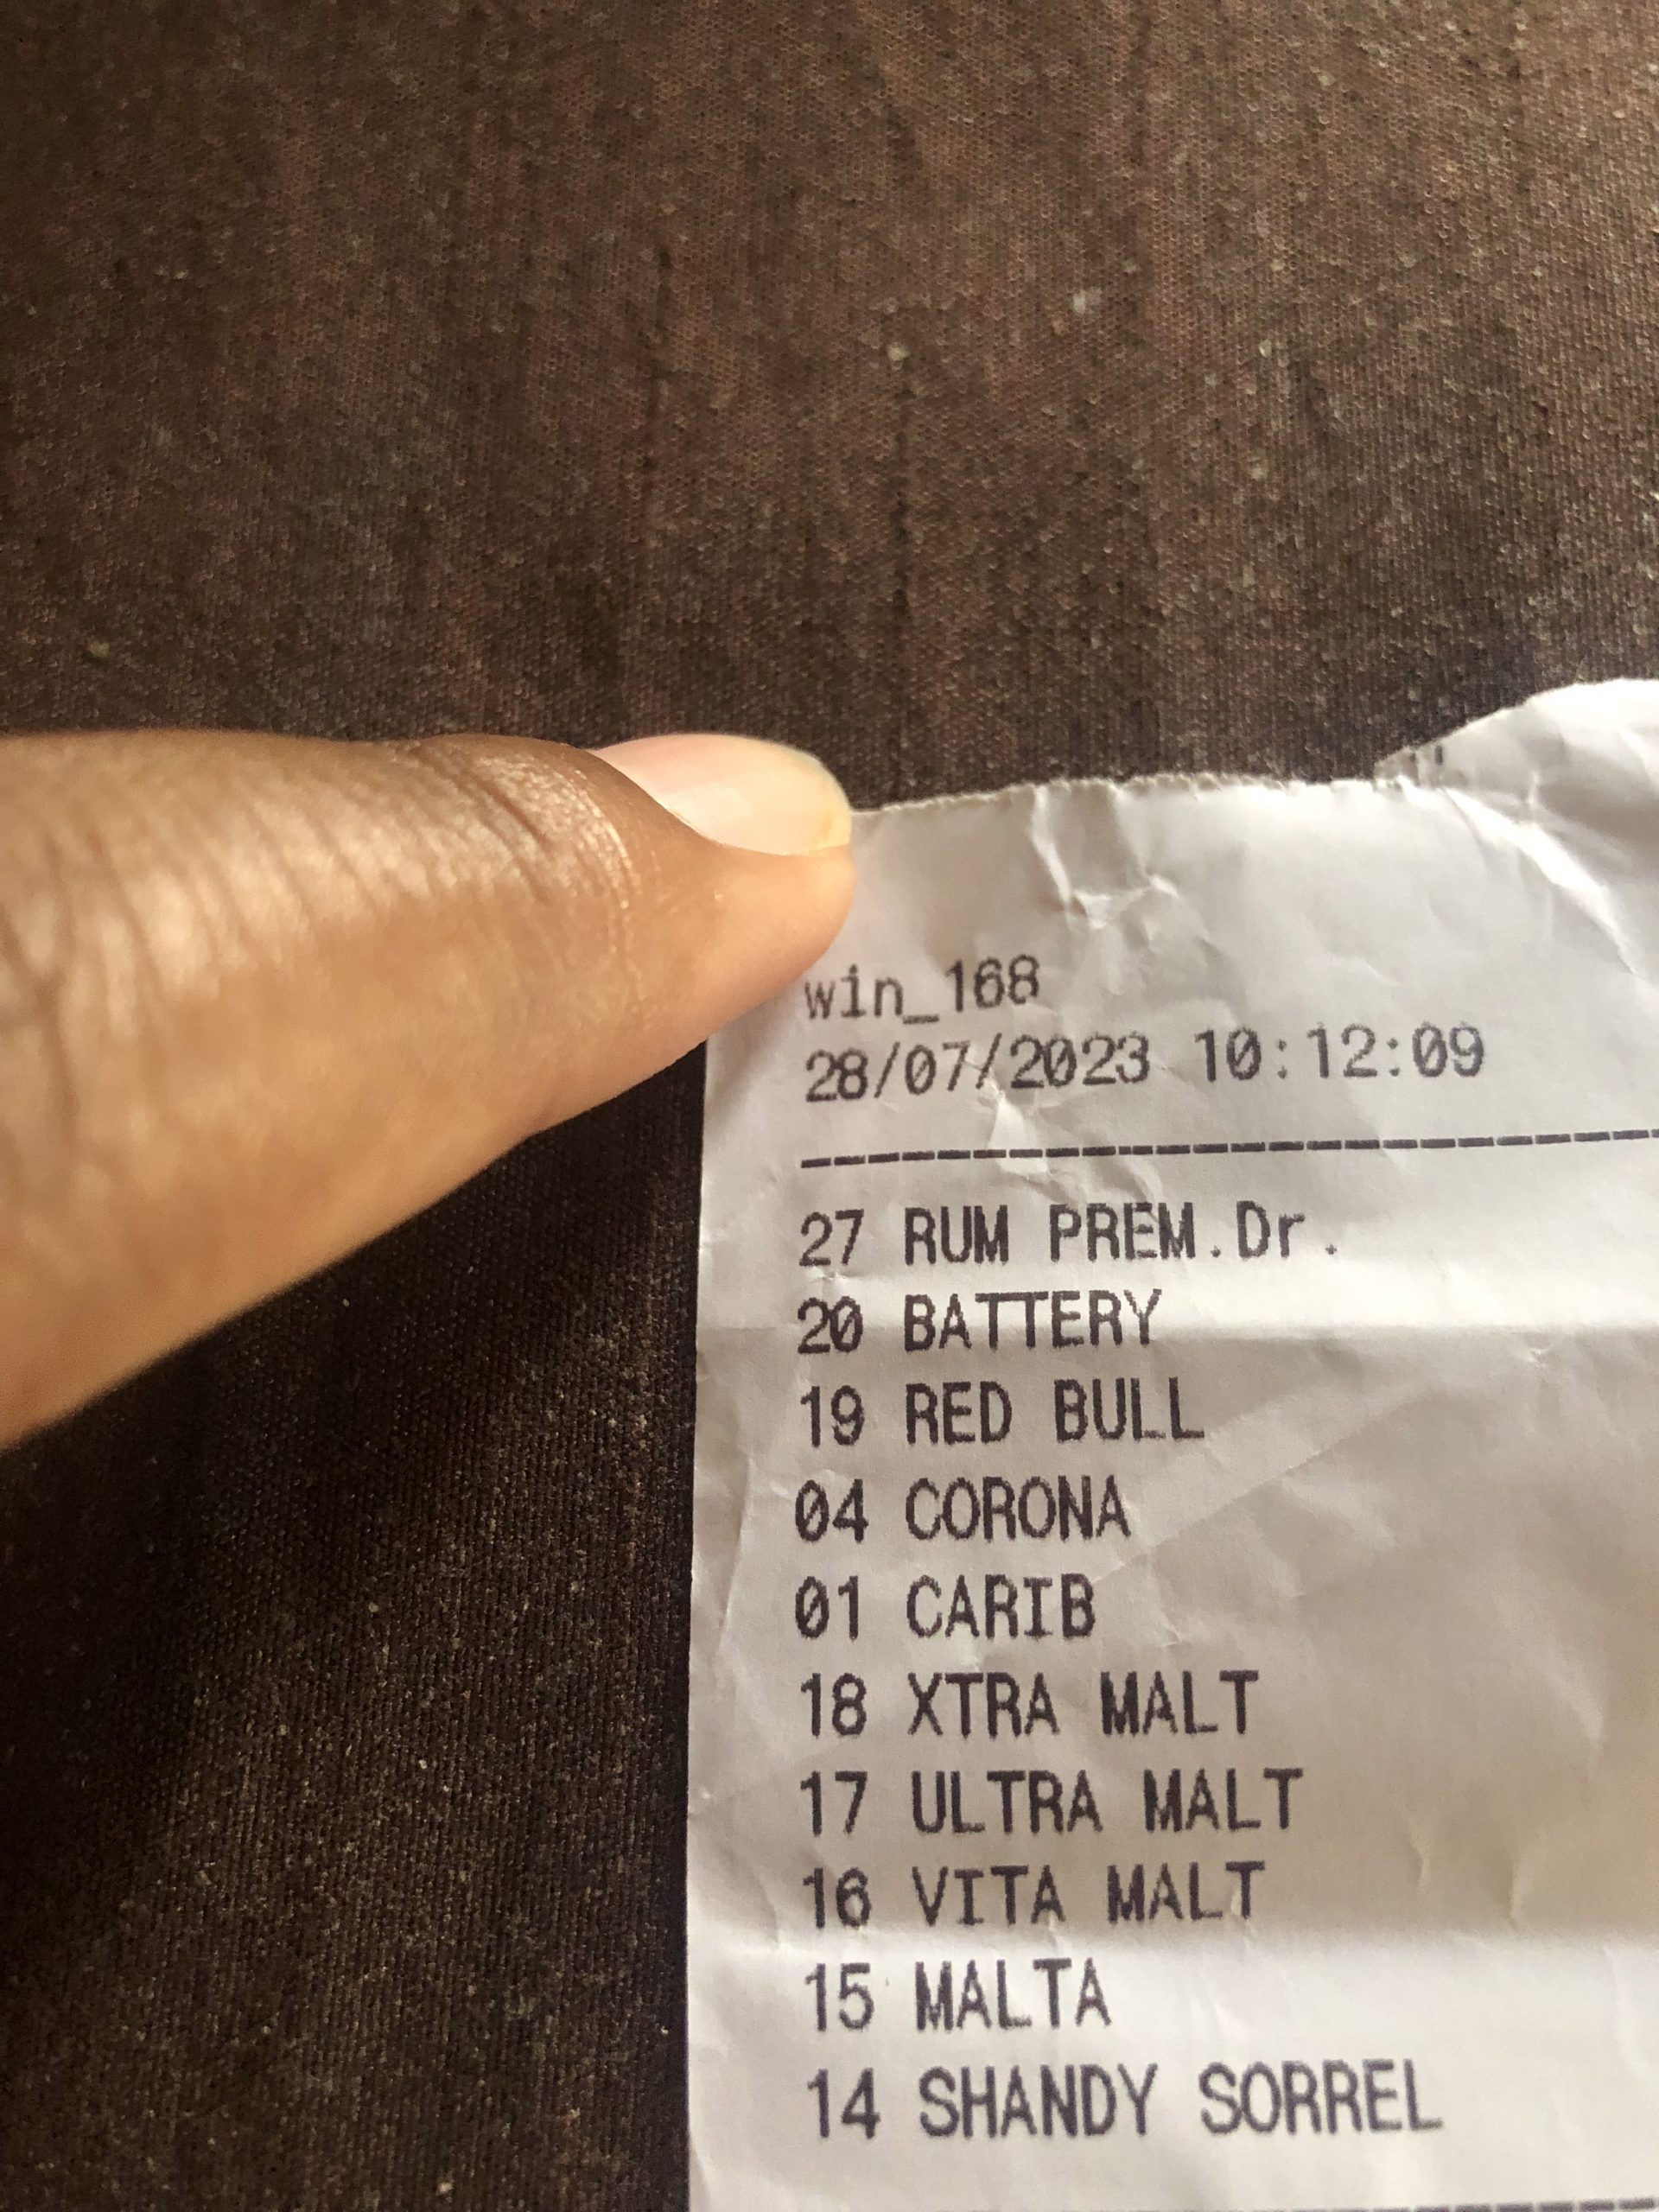 win_168
28/07/2023 10:12:09
--------------------------
27 RUM PREM.Dr.
20 BATTERY
19 RED BULL
04 CORONA
01 CARIB
18 XTRA MALT
17 ULTRA MALT
16 VITA MALT
15 MALTA
14 SHANDY SORREL